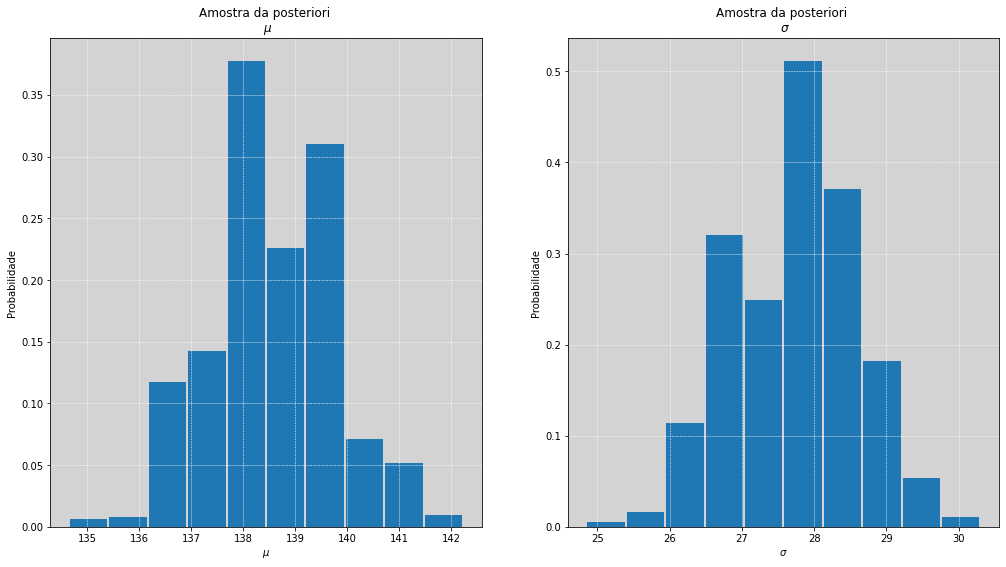 Amostra da posteriori
μ
Probabilidade
0.35
0.30
0.25
0.20
0.15
0.10
0.05
0.00
135 136 137 138 139 140 141 142
μ
Amostra da posteriori
σ
Probabilidade
0.5
0.4
0.3
0.2
0.1
0.0
25 26 27 28 29 30
σ